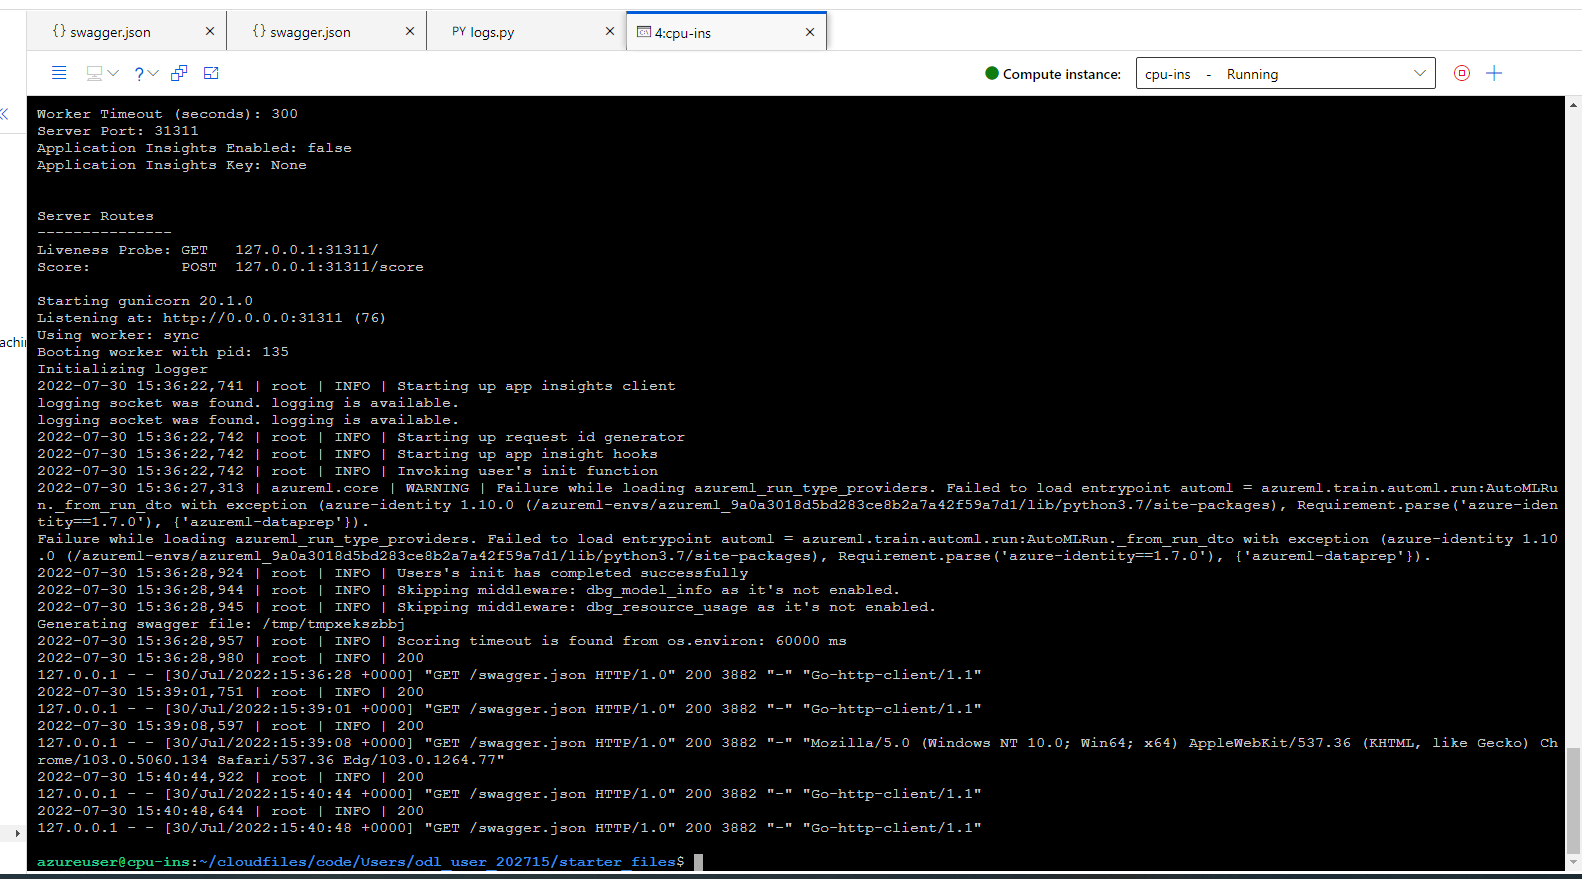 {} swagger.json ×
{} swagger.json ×
PY logs.py ×
4:cpu-ins ×
?
Compute instance:
cpu-ins - Running
achin
Worker Timeout (seconds): 300
Server Port: 31311
Application Insights Enabled: false
Application Insights Key: None
Server Routes
---------------
Liveness Probe: GET   127.0.0.1:31311/
Score:          POST  127.0.0.1:31311/score
Starting gunicorn 20.1.0
Listening at: http://0.0.0.0:31311 (76)
Using worker: sync
Booting worker with pid: 135
Initializing logger
2022-07-30 15:36:22,741 | root | INFO | Starting up app insights client
logging socket was found. logging is available.
logging socket was found. logging is available.
2022-07-30 15:36:22,742 | root | INFO | Starting up request id generator
2022-07-30 15:36:22,742 | root | INFO | Starting up app insight hooks
2022-07-30 15:36:22,742 | root | INFO | Invoking user's init function
2022-07-30 15:36:27,313 | azureml.core | WARNING | Failure while loading azureml_run_type_providers. Failed to load entrypoint automl = azureml.train.automl.run:AutoMLRu
n._from_run_dto with exception (azure-identity 1.10.0 (/azureml-envs/azureml_9a0a3018d5bd283ce8b2a7a42f59a7d1/lib/python3.7/site-packages), Requirement.parse('azure-iden
tity==1.7.0'), {'azureml-dataprep'}).
Failure while loading azureml_run_type_providers. Failed to load entrypoint automl = azureml.train.automl.run:AutoMLRun._from_run_dto with exception (azure-identity 1.10
.0 (/azureml-envs/azureml_9a0a3018d5bd283ce8b2a7a42f59a7d1/lib/python3.7/site-packages), Requirement.parse('azure-identity==1.7.0'), {'azureml-dataprep'}).
2022-07-30 15:36:28,924 | root | INFO | Users's init has completed successfully
2022-07-30 15:36:28,944 | root | INFO | Skipping middleware: dbg_model_info as it's not enabled.
2022-07-30 15:36:28,945 | root | INFO | Skipping middleware: dbg_resource_usage as it's not enabled.
Generating swagger file: /tmp/tmpxekszbbj
2022-07-30 15:36:28,957 | root | INFO | Scoring timeout is found from os.environ: 60000 ms
2022-07-30 15:36:28,980 | root | INFO | 200
127.0.0.1 - - [30/Jul/2022:15:36:28 +0000] "GET /swagger.json HTTP/1.0" 200 3882 "-" "Go-http-client/1.1"
2022-07-30 15:39:01,751 | root | INFO | 200
127.0.0.1 - - [30/Jul/2022:15:39:01 +0000] "GET /swagger.json HTTP/1.0" 200 3882 "-" "Go-http-client/1.1"
2022-07-30 15:39:08,597 | root | INFO | 200
127.0.0.1 - - [30/Jul/2022:15:39:08 +0000] "GET /swagger.json HTTP/1.0" 200 3882 "-" "Mozilla/5.0 (Windows NT 10.0; Win64; x64) AppleWebKit/537.36 (KHTML, like Gecko) Ch
rome/103.0.5060.134 Safari/537.36 Edg/103.0.1264.77"
2022-07-30 15:40:44,922 | root | INFO | 200
127.0.0.1 - - [30/Jul/2022:15:40:44 +0000] "GET /swagger.json HTTP/1.0" 200 3882 "-" "Go-http-client/1.1"
2022-07-30 15:40:48,644 | root | INFO | 200
127.0.0.1 - - [30/Jul/2022:15:40:48 +0000] "GET /swagger.json HTTP/1.0" 200 3882 "-" "Go-http-client/1.1"
azureuser@cpu-ins:~/cloudfiles/code/Users/odl_user_202715/starter_files$